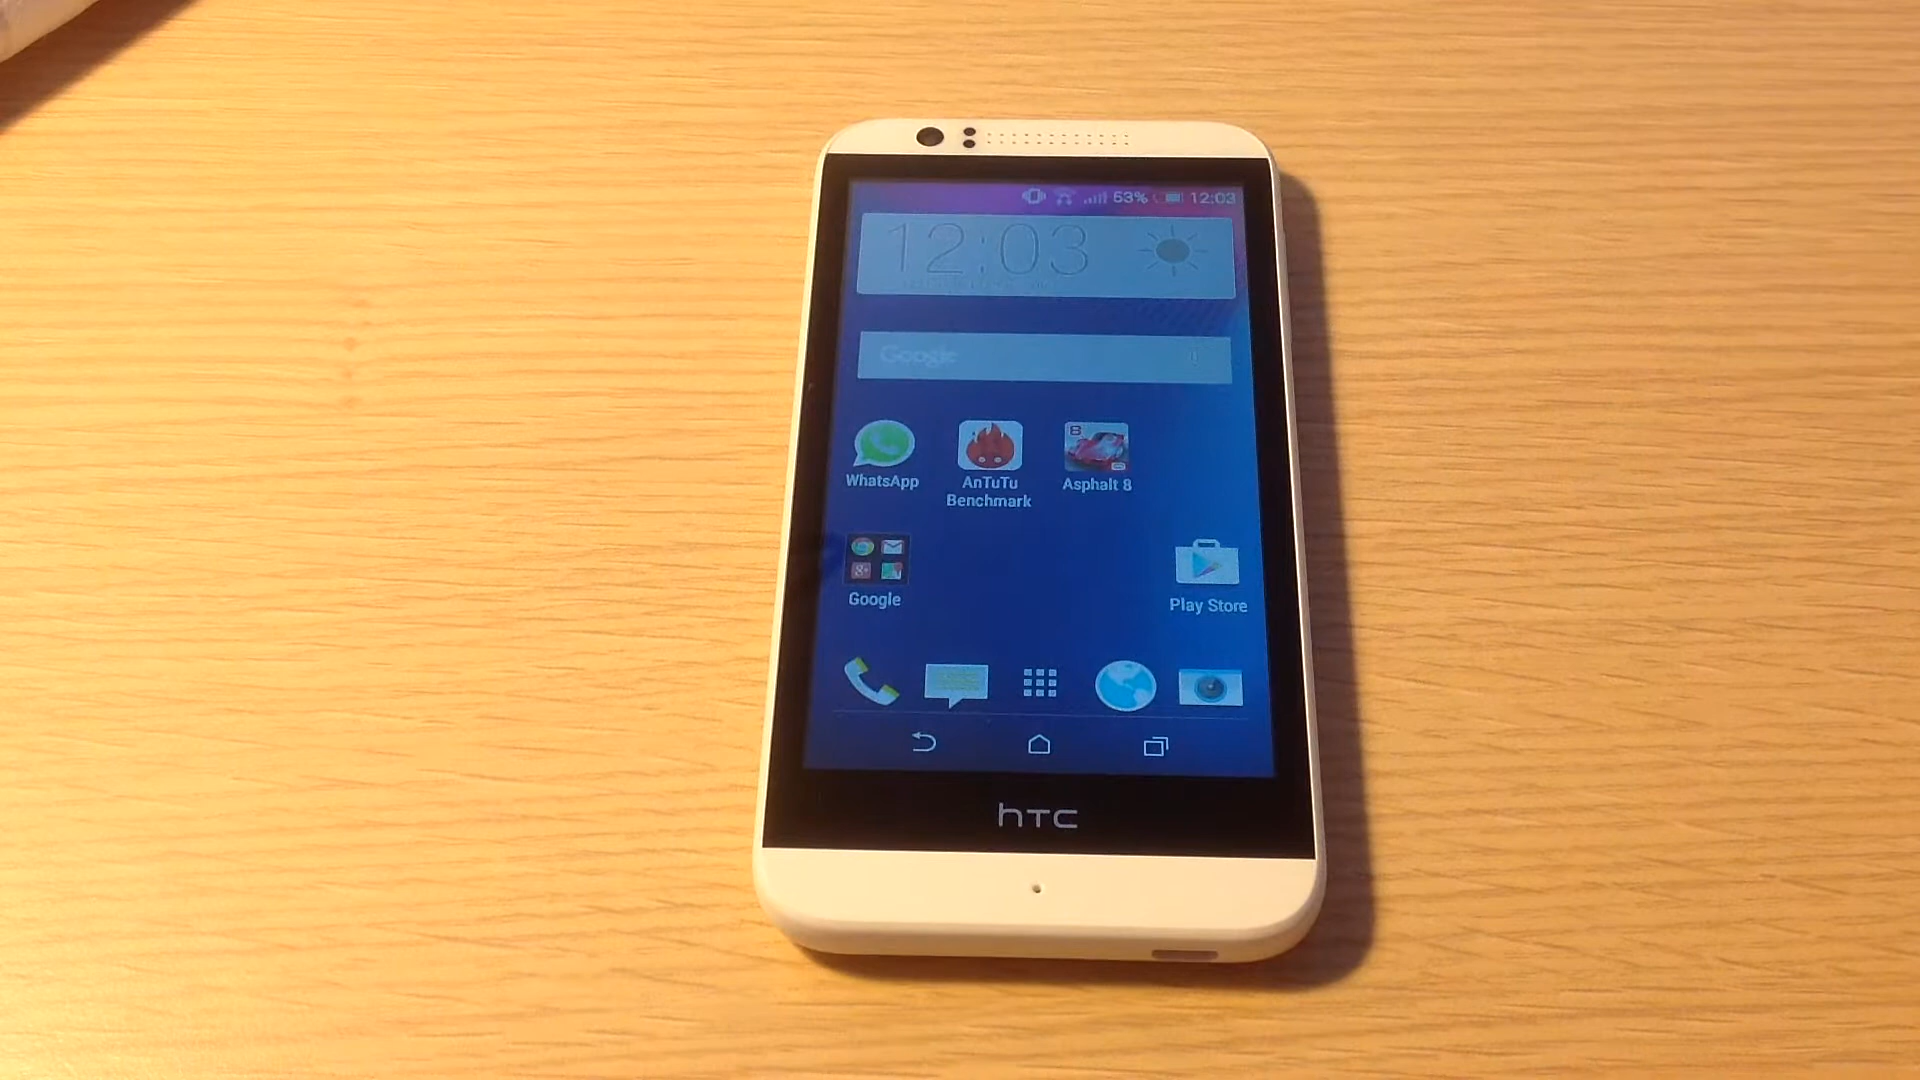 53% 12:03
12:03
Google
WhatsApp
AnTuTu
Benchmark
Asphalt 8
Google
Play Store
hTC